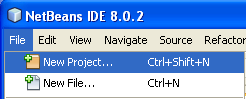 NetBeans IDE 8.0.2
File Edit View Navigate Source Refactor
New Project... Ctrl+Shift+N
New File... Ctrl+N